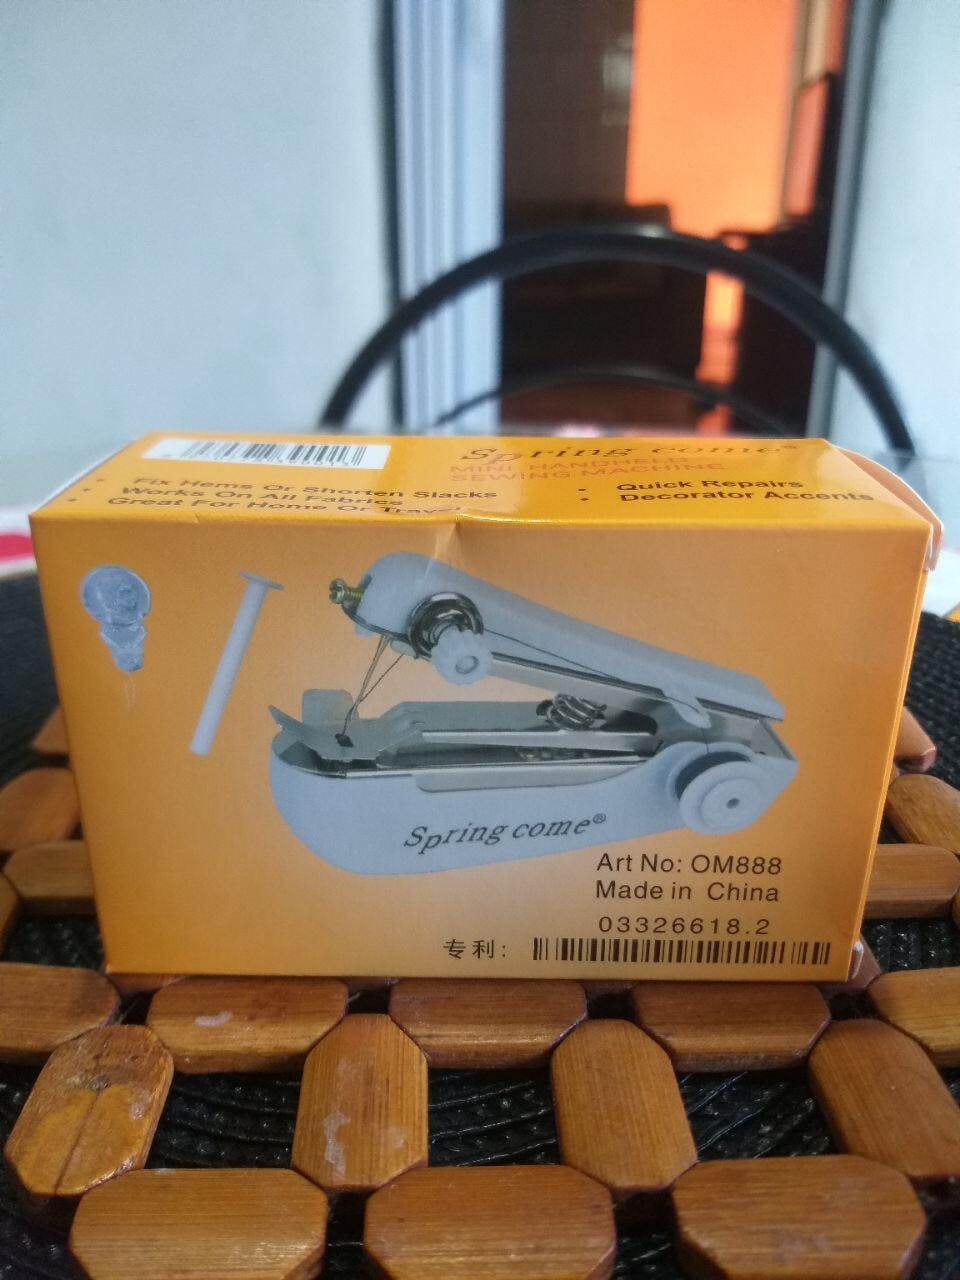 Spring come®
MINI HANDHELD
SEWING MACHINE
• Fix Hems Or Shorten Slacks
• Works On All Fabrics
• Great For Home Or Travel
• Quick Repairs
• Decorator Accents
Spring come®
Art No: OM888
Made in China
03326618.2
专利: